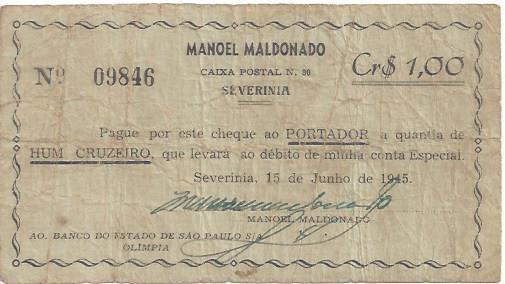 MANOEL MALDONADO
Nº 09846
CAIXA POSTAL N. 30
Cr$ 1,00
SEVERINIA
Pague por este cheque ao PORTADOR a quantia de
HUM CRUZEIRO, que levará ao débito de minha conta Especial.
Severinia, 15 de Junho de 1945.
MANOEL MALDONADO
AO. BANCO DO ESTADO DE SÃO PAULO S/A
OLIMPIA